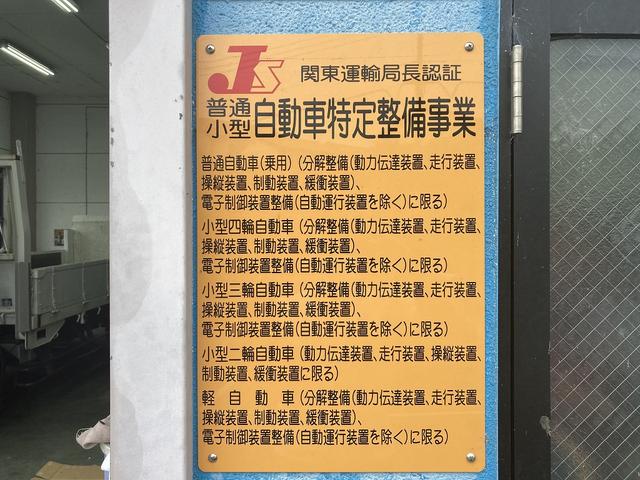 JS 関東運輸局長認証
普通
小型 自動車特定整備事業
普通自動車(乗用)(分解整備(動力伝達装置、走行装置、
操縦装置、制動装置、緩衝装置)、
電子制御装置整備(自動運行装置を除く)に限る)
小型四輪自動車(分解整備(動力伝達装置、走行装置、
操縦装置、制動装置、緩衝装置)、
電子制御装置整備(自動運行装置を除く)に限る)
小型三輪自動車(分解整備(動力伝達装置、走行装置、
操縦装置、制動装置、緩衝装置)、
電子制御装置整備(自動運行装置を除く)に限る)
小型二輪自動車(動力伝達装置、走行装置、操縦装置、
制動装置、緩衝装置に限る)
軽自動車(分解整備(動力伝達装置、走行装置、
操縦装置、制動装置、緩衝装置)、
電子制御装置整備(自動運行装置を除く)に限る)